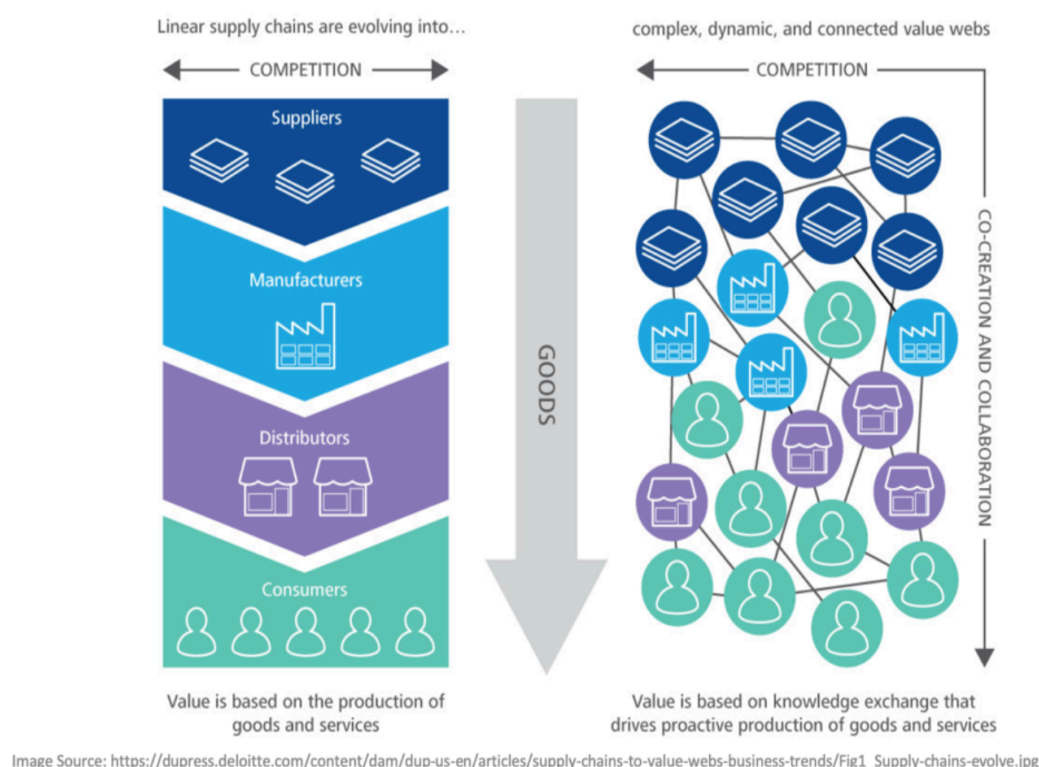 Linear supply chains are evolving into…
COMPETITION
Suppliers
Manufacturers
Distributors
Consumers
Value is based on the production of
goods and services
GOODS
complex, dynamic, and connected value webs
COMPETITION
CO-CREATION AND COLLABORATION
Value is based on knowledge exchange that
drives proactive production of goods and services
Image Source: https://dupress.deloitte.com/content/dam/dup-us-en/articles/supply-chains-to-value-webs-business-trends/Fig1_Supply-chains-evolve.jpg